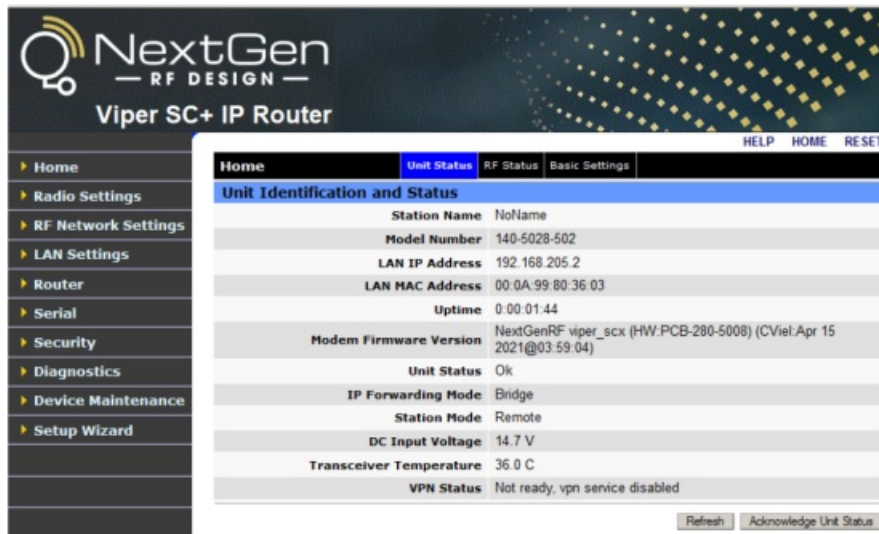 NextGen
RF DESIGN
Viper SC+ IP Router
HELP HOME RESET
Home
Radio Settings
RF Network Settings
LAN Settings
Router
Serial
Security
Diagnostics
Device Maintenance
Setup Wizard
Home Unit Status RF Status Basic Settings
Unit Identification and Status
Station Name NoName
Model Number 140-5028-502
LAN IP Address 192.168.205.2
LAN MAC Address 00:0A:99:80:36:03
Uptime 0:00:01:44
Modem Firmware Version NextGenRF viper_scx (HW:PCB-280-5008) (CViel:Apr 15
2021@03:59:04)
Unit Status Ok
IP Forwarding Mode Bridge
Station Mode Remote
DC Input Voltage 14.7 V
Transceiver Temperature 36.0 C
VPN Status Not ready, vpn service disabled
Refresh Acknowledge Unit Status